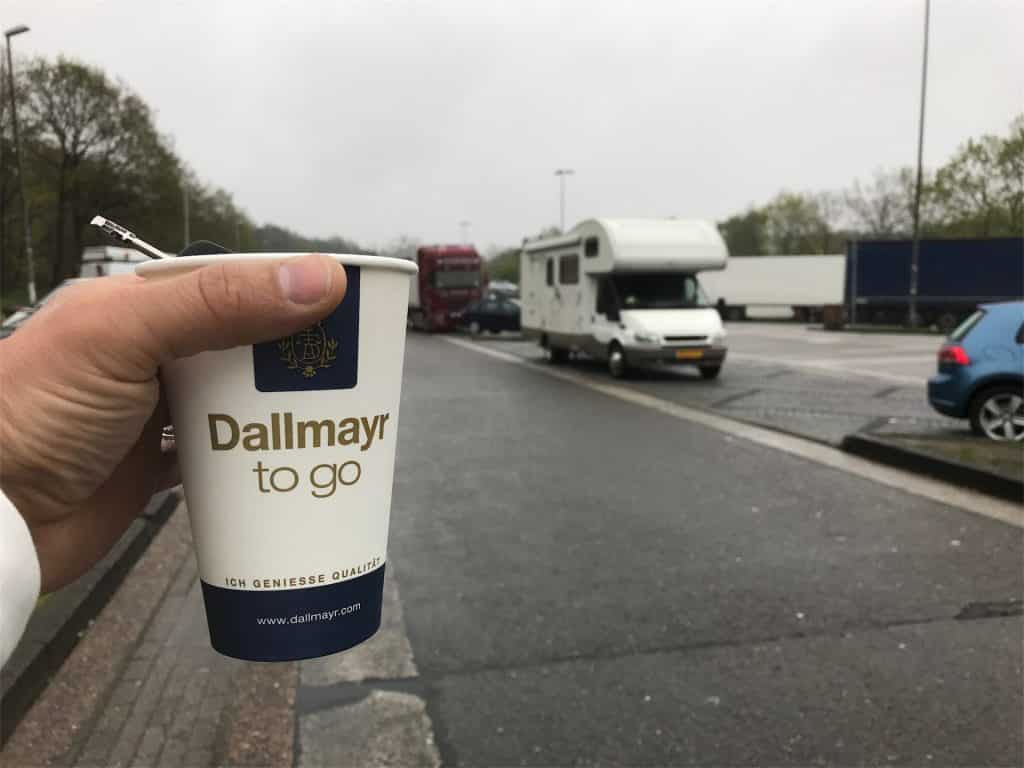 Dallmayr
to go
ICH GENIESSE QUALITÄT
www.dallmayr.com